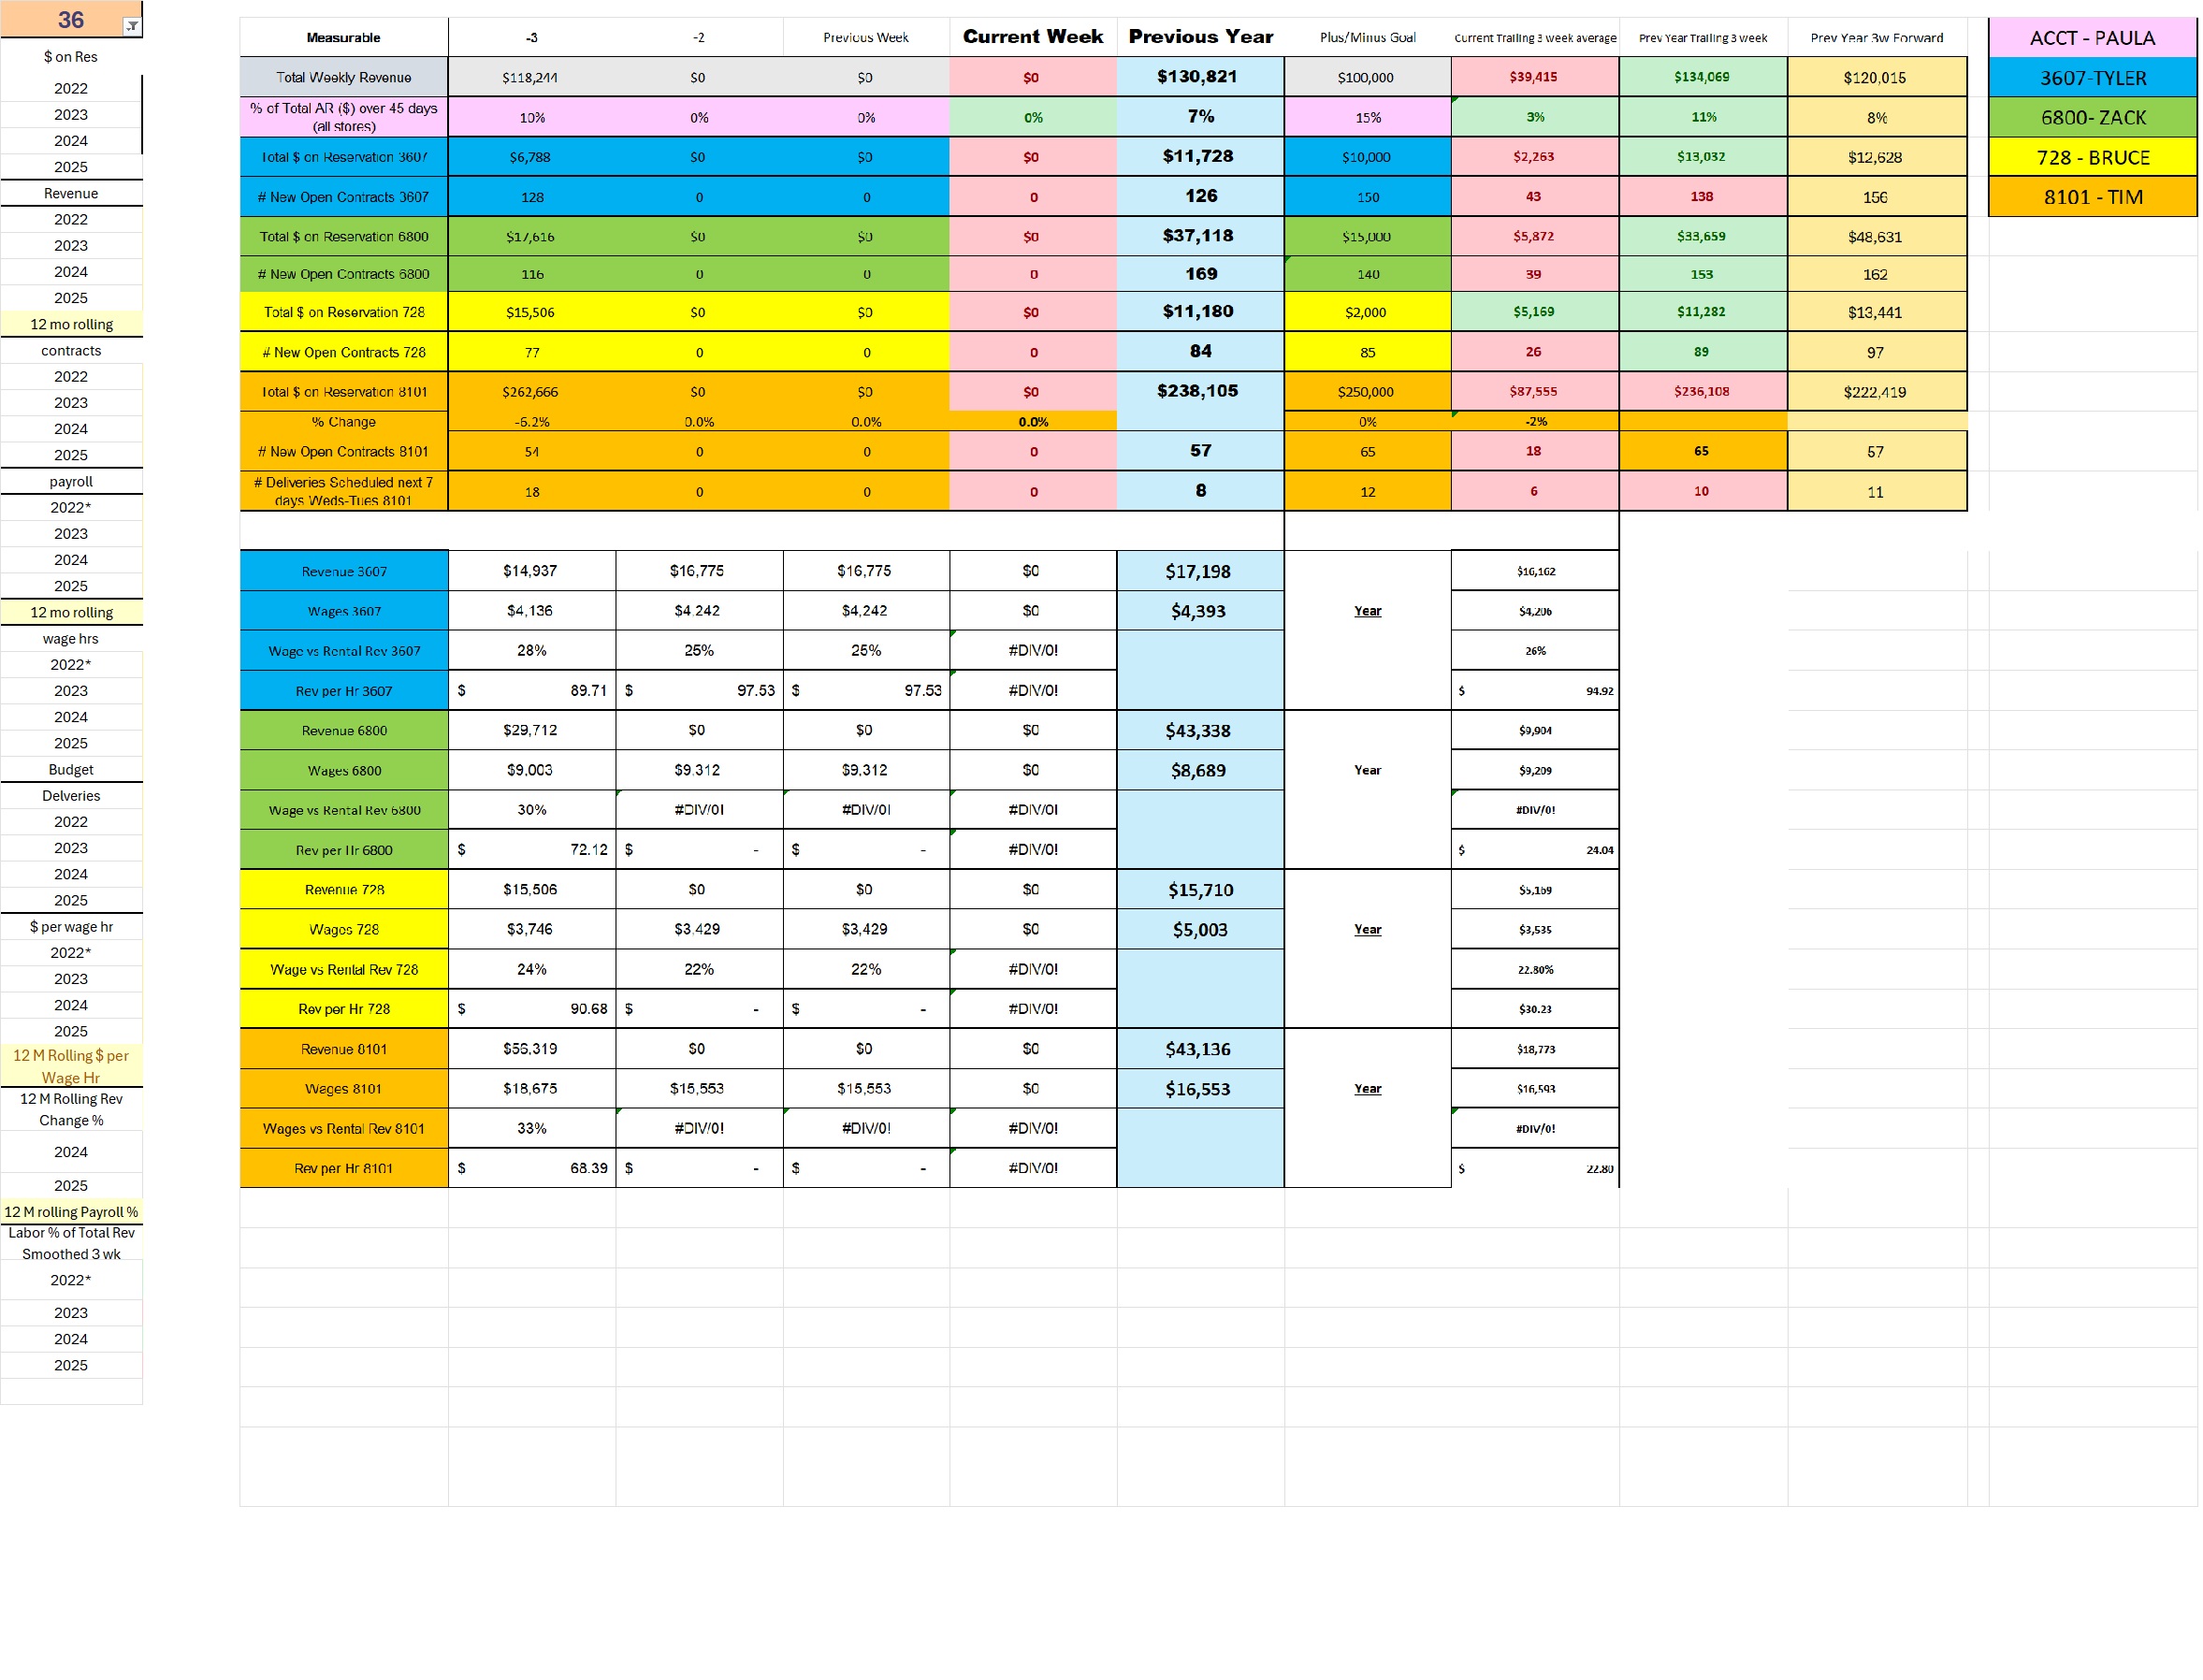 36
$ on Res
2022
2023
2024
2025
Revenue
2022
2023
2024
2025
12 mo rolling
contracts
2022
2023
2024
2025
payroll
2022*
2023
2024
2025
12 mo rolling
wage hrs
2022*
2023
2024
2025
Budget
Delveries
2022
2023
2024
2025
$ per wage hr
2022*
2023
2024
2025
12 M Rolling $ per
Wage Hr
12 M Rolling Rev
Change %
2024
2025
12 M rolling Payroll %
Labor % of Total Rev
Smoothed 3 wk
2022*
2023
2024
2025
Measurable -3 -2 Previous Week Current Week Previous Year Plus/Minus Goal Current Trailing 3 week average Prev Year Trailing 3 week Prev Year 3w Forward
Total Weekly Revenue $118,244 $0 $0 $0 $130,821 $100,000 $39,415 $134,069 $120,015
% of Total AR ($) over 45 days
(all stores) 10% 0% 0% 0% 7% 15% 3% 11% 8%
Total $ on Reservation 3607 $6,788 $0 $0 $0 $11,728 $10,000 $2,263 $13,032 $12,628
# New Open Contracts 3607 128 0 0 0 126 150 43 138 156
Total $ on Reservation 6800 $17,616 $0 $0 $0 $37,118 $15,000 $5,872 $33,659 $48,631
# New Open Contracts 6800 116 0 0 0 169 140 39 153 162
Total $ on Reservation 728 $15,506 $0 $0 $0 $11,180 $2,000 $5,169 $11,282 $13,441
# New Open Contracts 728 77 0 0 0 84 85 26 89 97
Total $ on Reservation 8101 $262,666 $0 $0 $0 $238,105 $250,000 $87,555 $236,108 $222,419
% Change -6.2% 0.0% 0.0% 0.0% 0% -2%
# New Open Contracts 8101 54 0 0 0 57 65 18 65 57
# Deliveries Scheduled next 7
days Weds-Tues 8101 18 0 0 0 8 12 6 10 11
Revenue 3607 $14,937 $16,775 $16,775 $0 $17,198 $16,162
Wages 3607 $4,136 $4,242 $4,242 $0 $4,393 Year $4,206
Wage vs Rental Rev 3607 28% 25% 25% #DIV/0! 26%
Rev per Hr 3607 $ 89.71 $ 97.53 $ 97.53 #DIV/0! $ 94.92
Revenue 6800 $29,712 $0 $0 $0 $43,338 $9,904
Wages 6800 $9,003 $9,312 $9,312 $0 $8,689 Year $9,209
Wage vs Rental Rev 6800 30% #DIV/0! #DIV/0! #DIV/0! #DIV/0!
Rev per Hr 6800 $ 72.12 $ - $ - #DIV/0! $ 24.04
Revenue 728 $15,506 $0 $0 $0 $15,710 $5,169
Wages 728 $3,746 $3,429 $3,429 $0 $5,003 Year $3,535
Wage vs Rental Rev 728 24% 22% 22% #DIV/0! 22.80%
Rev per Hr 728 $ 90.68 $ - $ - #DIV/0! $30.23
Revenue 8101 $56,319 $0 $0 $0 $43,136 $18,773
Wages 8101 $18,675 $15,553 $15,553 $0 $16,553 Year $16,593
Wages vs Rental Rev 8101 33% #DIV/0! #DIV/0! #DIV/0! #DIV/0!
Rev per Hr 8101 $ 68.39 $ - $ - #DIV/0! $ 22.80
ACCT - PAULA
3607-TYLER
6800- ZACK
728 - BRUCE
8101 - TIM